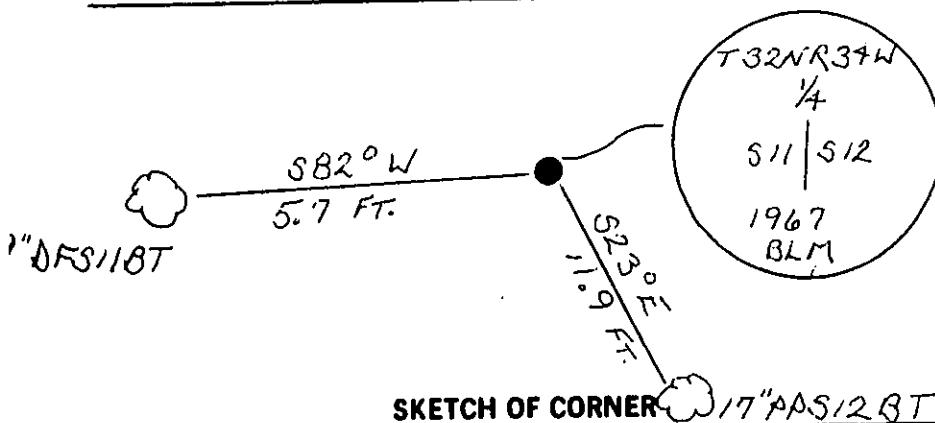 T32NR34W
1/4
S11 | S12
1967
BLM
S82° W
5.7 FT.
"DFS11BT
S23° E
11.9 FT.
SKETCH OF CORNER
17"PPS12BT